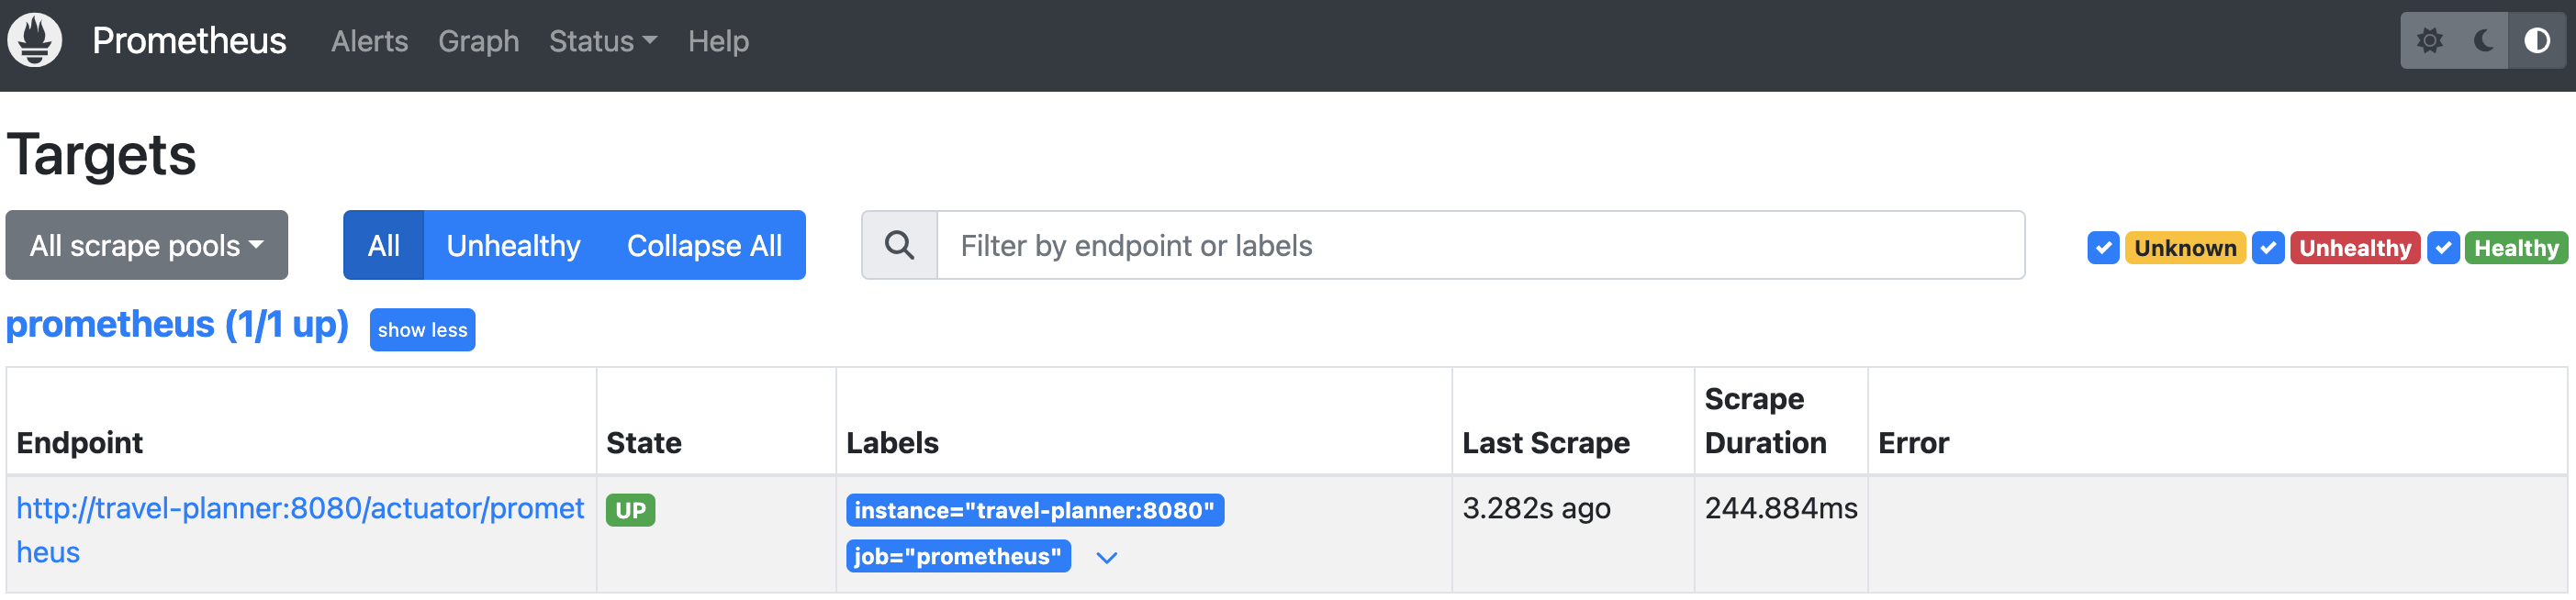 Prometheus Alerts Graph Status Help
Targets
All scrape pools All Unhealthy Collapse All Filter by endpoint or labels Unknown Unhealthy Healthy
prometheus (1/1 up) show less
Scrape
Endpoint State Labels Last Scrape Duration Error
http://travel-planner:8080/actuator/promet UP instance="travel-planner:8080" 3.282s ago 244.884ms
heus job="prometheus"